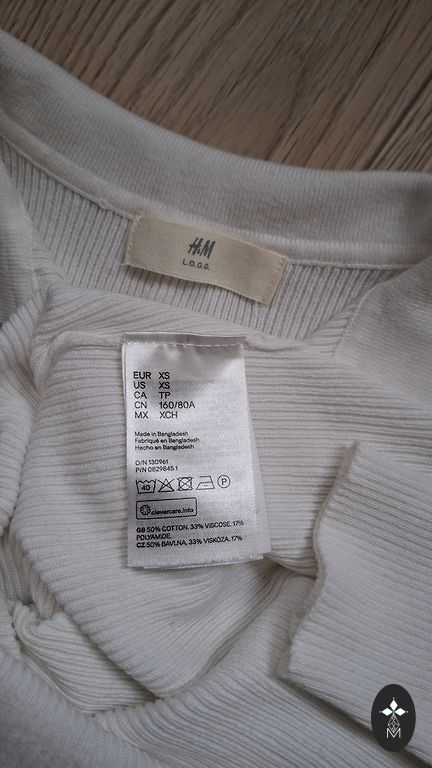 H&M
L.O.G.G.
EUR XS
US XS
CA TP
CN 160/80A
MX XCH
Made in Bangladesh
Fabriqué en Bangladesh
Hecho en Bangladesh
O/N 130961
P/N 0829845 1
40
P
clevercare.info
GB 50% COTTON. 33% VISCOSE. 17%
POLYAMIDE.
CZ 50% BAVLNA. 33% VISKÓZA. 17%
M